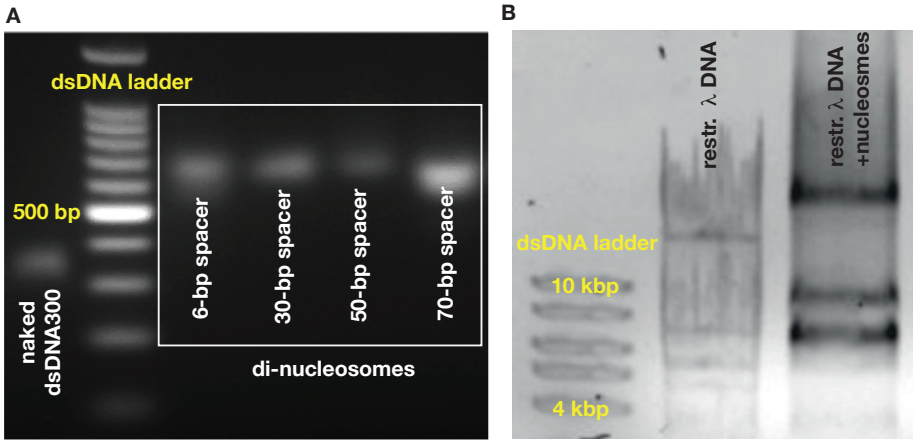 A
dsDNA ladder
500 bp
naked
dsDNA300
6-bp spacer
30-bp spacer
50-bp spacer
70-bp spacer
di-nucleosomes
B
restr. λ DNA
restr. λ DNA
+nucleosmes
dsDNA ladder
10 kbp
4 kbp